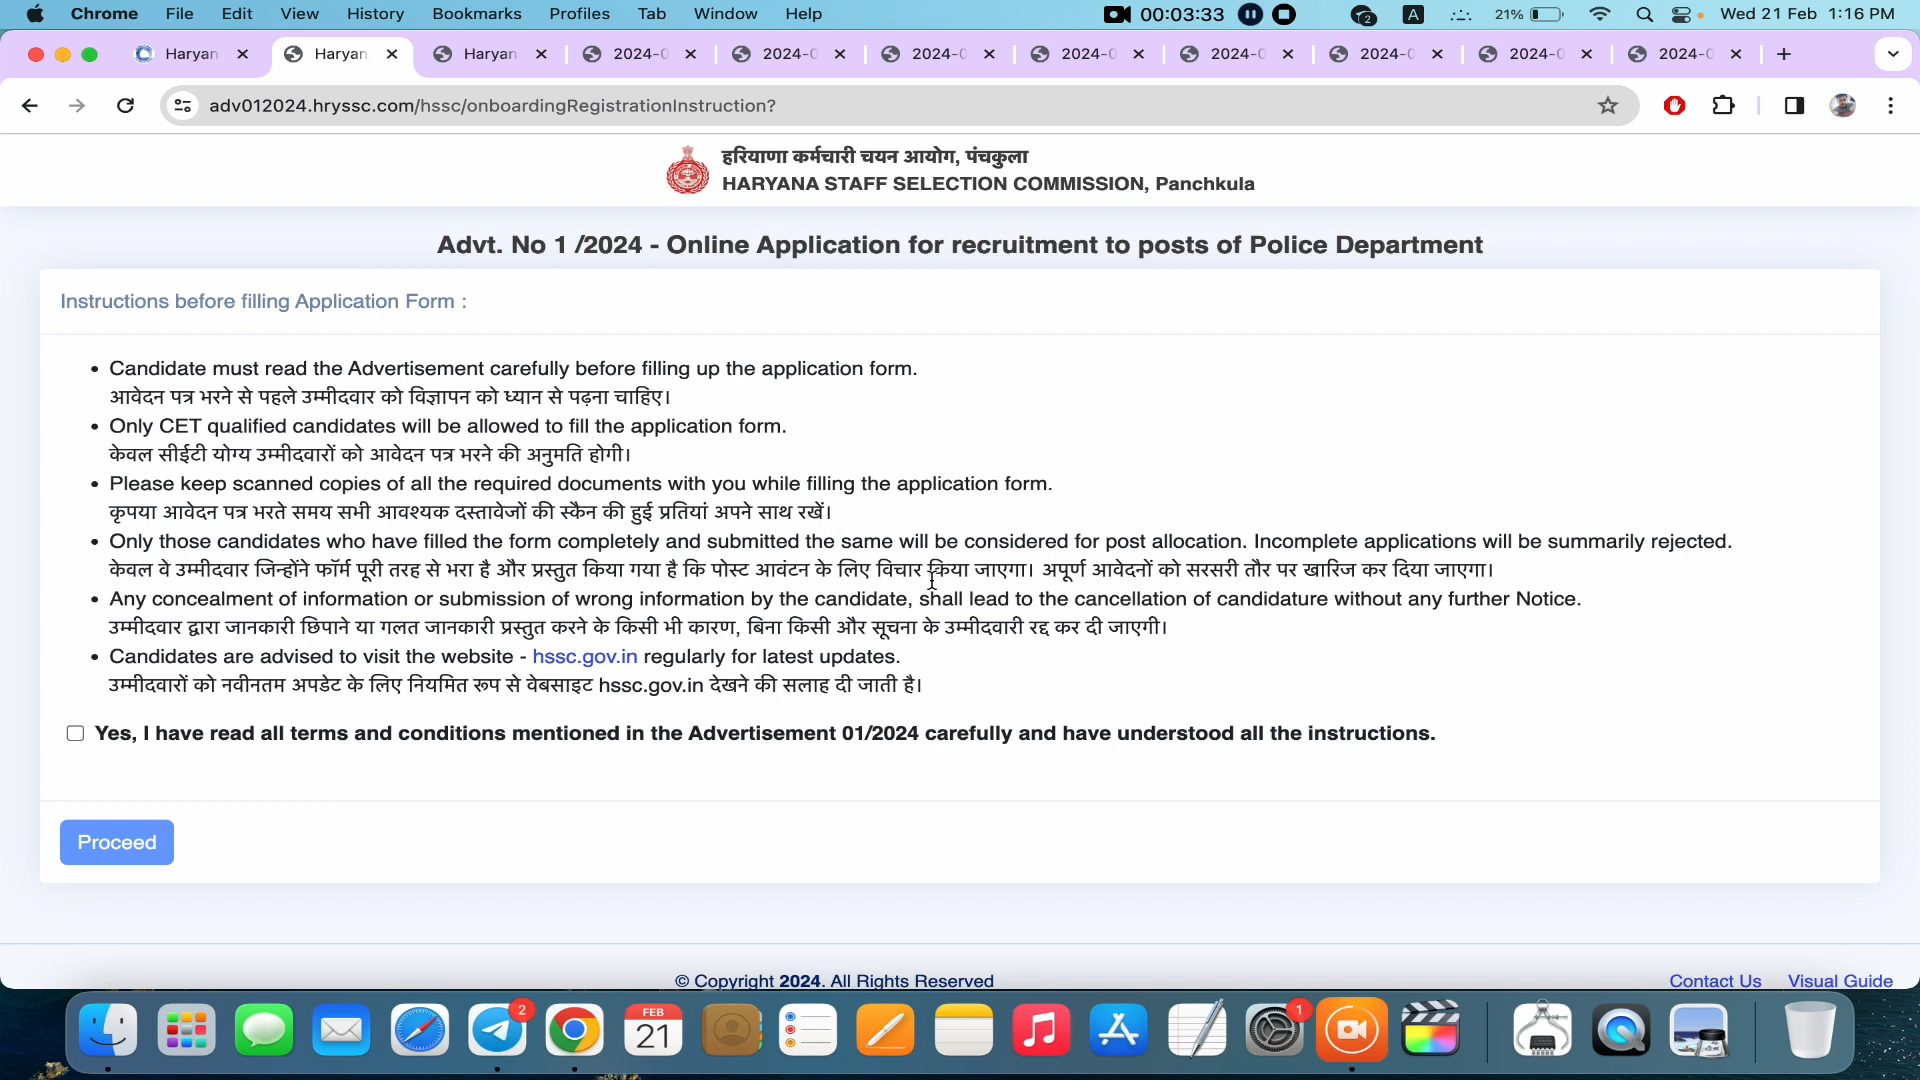 Chrome File Edit View History Bookmarks Profiles Tab Window Help 00:03:33 2 A 21% Wed 21 Feb 1:16 PM
Haryan Haryan Haryan 2024-0 2024-0 2024-0 2024-0 2024-0 2024-0 2024-0 2024-0
adv012024.hryssc.com/hssc/onboardingRegistrationInstruction?
हरियाणा कर्मचारी चयन आयोग, पंचकुला
HARYANA STAFF SELECTION COMMISSION, Panchkula
Advt. No 1 /2024 - Online Application for recruitment to posts of Police Department
Instructions before filling Application Form :
• Candidate must read the Advertisement carefully before filling up the application form.
आवेदन पत्र भरने से पहले उम्मीदवार को विज्ञापन को ध्यान से पढ़ना चाहिए।
• Only CET qualified candidates will be allowed to fill the application form.
केवल सीईटी योग्य उम्मीदवारों को आवेदन पत्र भरने की अनुमति होगी।
• Please keep scanned copies of all the required documents with you while filling the application form.
कृपया आवेदन पत्र भरते समय सभी आवश्यक दस्तावेजों की स्कैन की हुई प्रतियां अपने साथ रखें।
• Only those candidates who have filled the form completely and submitted the same will be considered for post allocation. Incomplete applications will be summarily rejected.
केवल वे उम्मीदवार जिन्होंने फॉर्म पूरी तरह से भरा है और प्रस्तुत किया गया है कि पोस्ट आवंटन के लिए विचार किया जाएगा। अपूर्ण आवेदनों को सरसरी तौर पर खारिज कर दिया जाएगा।
• Any concealment of information or submission of wrong information by the candidate, shall lead to the cancellation of candidature without any further Notice.
उम्मीदवार द्वारा जानकारी छिपाने या गलत जानकारी प्रस्तुत करने के किसी भी कारण, बिना किसी और सूचना के उम्मीदवारी रद्द कर दी जाएगी।
• Candidates are advised to visit the website - hssc.gov.in regularly for latest updates.
उम्मीदवारों को नवीनतम अपडेट के लिए नियमित रूप से वेबसाइट hssc.gov.in देखने की सलाह दी जाती है।
Yes, I have read all terms and conditions mentioned in the Advertisement 01/2024 carefully and have understood all the instructions.
Proceed
© Copyright 2024. All Rights Reserved Contact Us Visual Guide
2 FEB 21 1